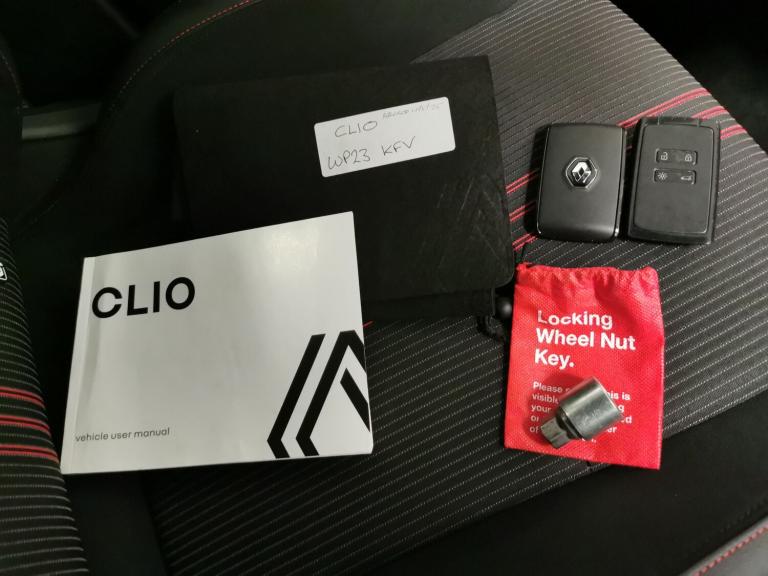 CLIO
WP23 KFV
CLIO
vehicle user manual
Locking
Wheel Nut
Key.
Please
visible
your